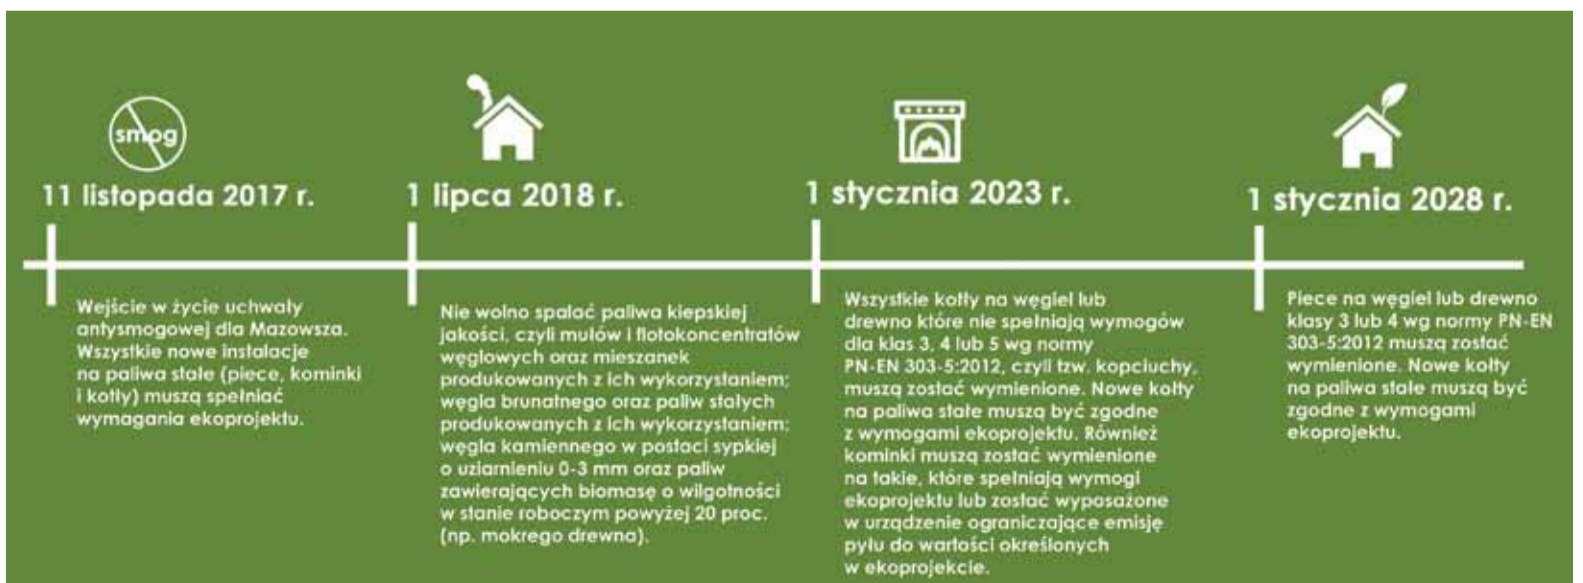 smog
11 listopada 2017 r.
Wejście w życie uchwały
antysmogowej dla Mazowsza.
Wszystkie nowe instalacje
na paliwa stałe (piece, kominki
i kotły) muszą spełniać
wymagania ekoprojektu.
1 lipca 2018 r.
Nie wolno spalać paliwa kiepskiej
jakości, czyli mułów i flotokoncentratów
węglowych oraz mieszanek
produkowanych z ich wykorzystaniem;
węgla brunatnego oraz paliw stałych
produkowanych z ich wykorzystaniem;
węgla kamiennego w postaci sypkiej
o uziarnieniu 0-3 mm oraz paliw
zawierających biomasę o wilgotności
w stanie roboczym powyżej 20 proc.
(np. mokrego drewna).
1 stycznia 2023 r.
Wszystkie kotły na węgiel lub
drewno które nie spełniają wymogów
dla klas 3, 4 lub 5 wg normy
PN-EN 303-5:2012, czyli tzw. kopciuchy,
muszą zostać wymienione. Nowe kotły
na paliwa stałe muszą być zgodne
z wymogami ekoprojektu. Również
kominki muszą zostać wymienione
na takie, które spełniają wymogi
ekoprojektu lub zostać wyposażone
w urządzenie ograniczające emisję
pyłu do wartości określonych
w ekoprojekcie.
1 stycznia 2028 r.
Piece na węgiel lub drewno
klasy 3 lub 4 wg normy PN-EN
303-5:2012 muszą zostać
wymienione. Nowe kotły
na paliwa stałe muszą być
zgodne z wymogami
ekoprojektu.